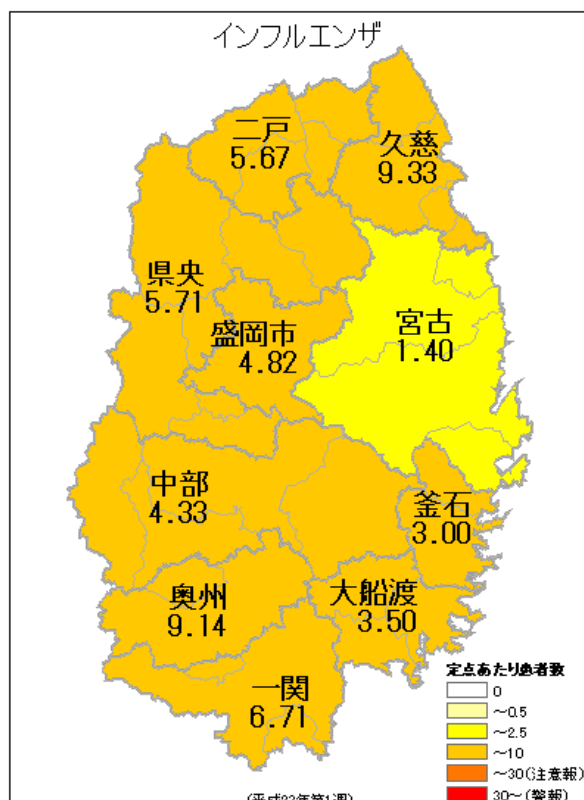 インフルエンザ
二戸
5.67
久慈
9.33
県央
5.71
盛岡市
4.82
宮古
1.40
中部
4.33
釜石
3.00
奥州
9.14
大船渡
3.50
一関
6.71
定点あたり患者数
0
～0.5
～2.5
～10
～30(注意報)
30～(警報)